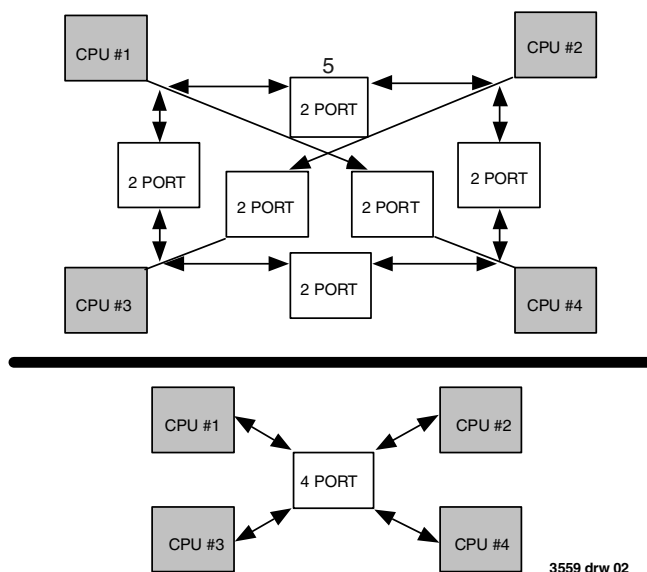 CPU #1
5
CPU #2
2 PORT
2 PORT
2 PORT
2 PORT
2 PORT
2 PORT
CPU #3
CPU #4
CPU #1
CPU #2
4 PORT
CPU #3
CPU #4
3559 drw 02